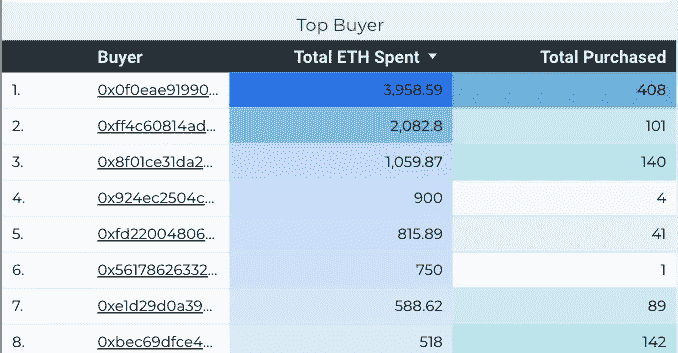 Top Buyer
Buyer Total ETH Spent Total Purchased
1. 0x0f0eae91990... 3,958.59 408
2. 0xff4c60814ad... 2,082.8 101
3. 0x8f01ce31da2... 1,059.87 140
4. 0x924ec2504c... 900 4
5. 0xfd22004806... 815.89 41
6. 0x56178626332... 750 1
7. 0xe1d29d0a39... 588.62 89
8. 0xbec69dfce4... 518 142